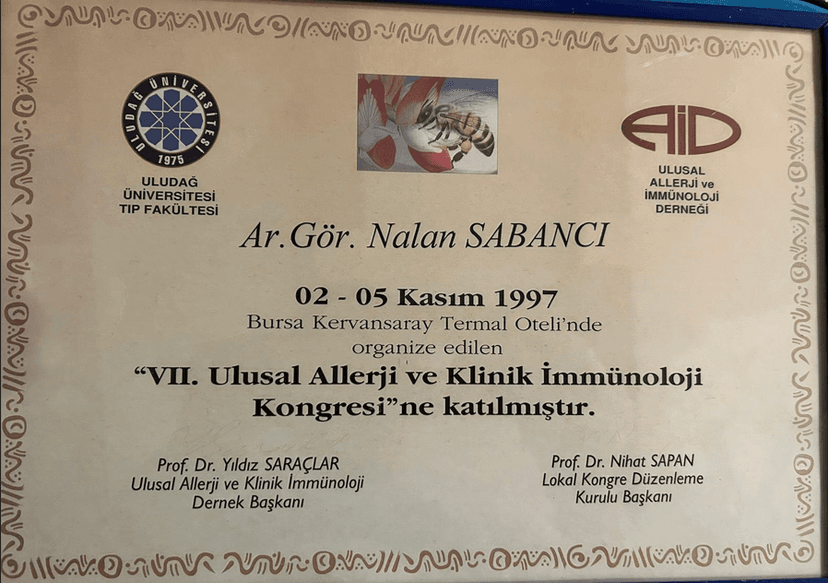 ULUDAĞ ÜNİVERSİTESİ
1975
ULUDAĞ
ÜNİVERSİTESİ
TIP FAKÜLTESİ
AİD
ULUSAL
ALLERJİ ve
İMMÜNOLOJİ
DERNEĞİ
Ar. Gör. Nalan SABANCI
02 - 05 Kasım 1997
Bursa Kervansaray Termal Oteli'nde
organize edilen
“VII. Ulusal Allerji ve Klinik İmmünoloji
Kongresi”ne katılmıştır.
Prof. Dr. Yıldız SARAÇLAR
Ulusal Allerji ve Klinik İmmünoloji
Dernek Başkanı
Prof. Dr. Nihat SAPAN
Lokal Kongre Düzenleme
Kurulu Başkanı